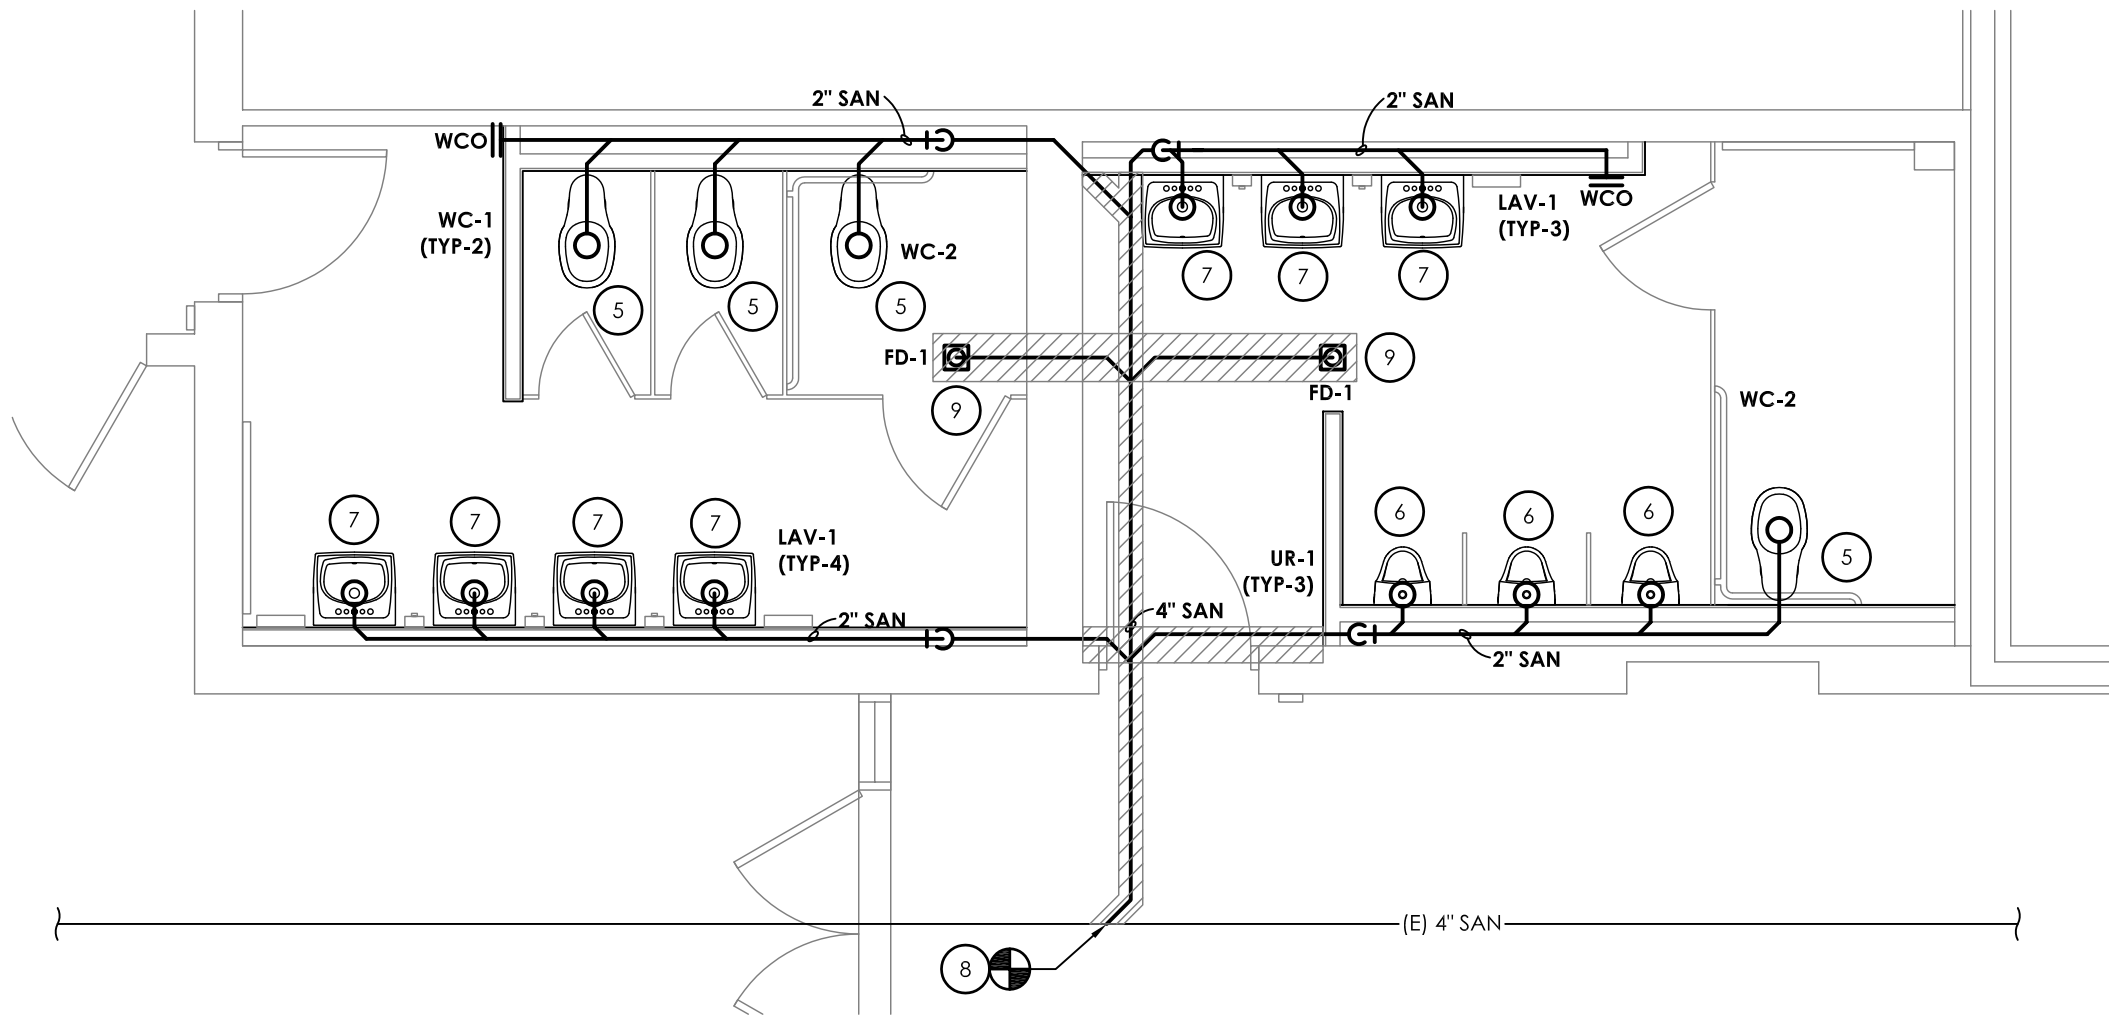 2" SAN
2" SAN
WCO
WCO
WC-1
(TYP-2)
WC-2
LAV-1
(TYP-3)
5
5
5
7
7
7
FD-1
9
FD-1
9
WC-2
7
7
7
7
LAV-1
(TYP-4)
6
6
6
UR-1
(TYP-3)
5
2" SAN
4" SAN
2" SAN
(E) 4" SAN
8